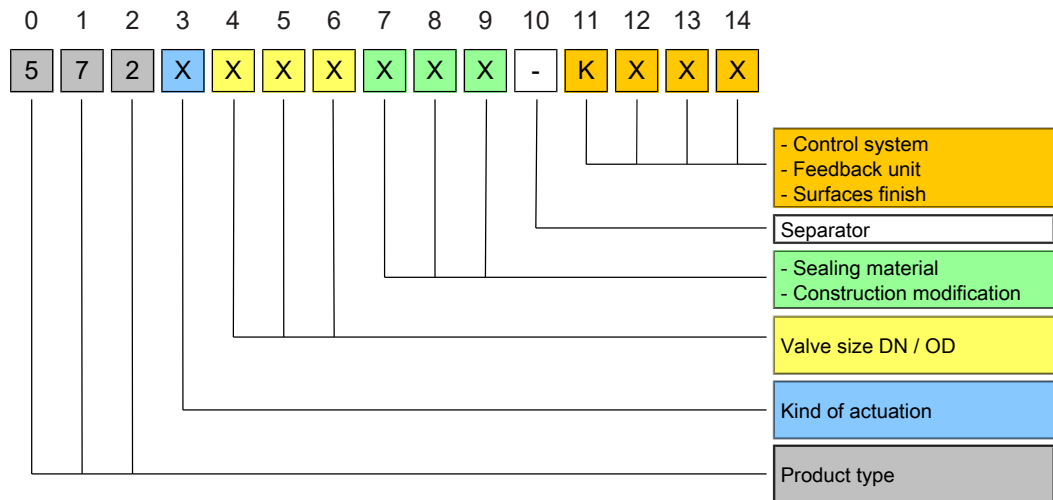 0 1 2 3 4 5 6 7 8 9 10 11 12 13 14
5 7 2 X X X X X X X - K X X X
- Control system
- Feedback unit
- Surfaces finish
Separator
- Sealing material
- Construction modification
Valve size DN / OD
Kind of actuation
Product type